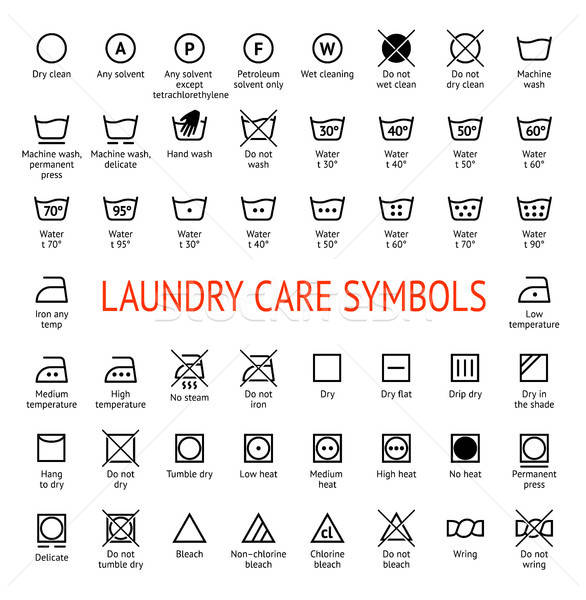 A P F W
Dry clean Any solvent Any solvent except tetrachlorethylene Petroleum solvent only Wet cleaning Do not wet clean Do not dry clean Machine wash
30° 40° 50° 60°
Machine wash, permanent press Machine wash, delicate Hand wash Do not wash Water t 30° Water t 40° Water t 50° Water t 60°
70° 95°
Water t 70° Water t 95° Water t 30° Water t 40° Water t 50° Water t 60° Water t 70° Water t 90°
Iron any temp LAUNDRY CARE SYMBOLS Low temperature
Medium temperature High temperature No steam Do not iron Dry Dry flat Drip dry Dry in the shade
Hang to dry Do not dry Tumble dry Low heat Medium heat High heat No heat Permanent press
cl
Delicate Do not tumble dry Bleach Non-chlorine bleach Chlorine bleach Do not bleach Wring Do not wring